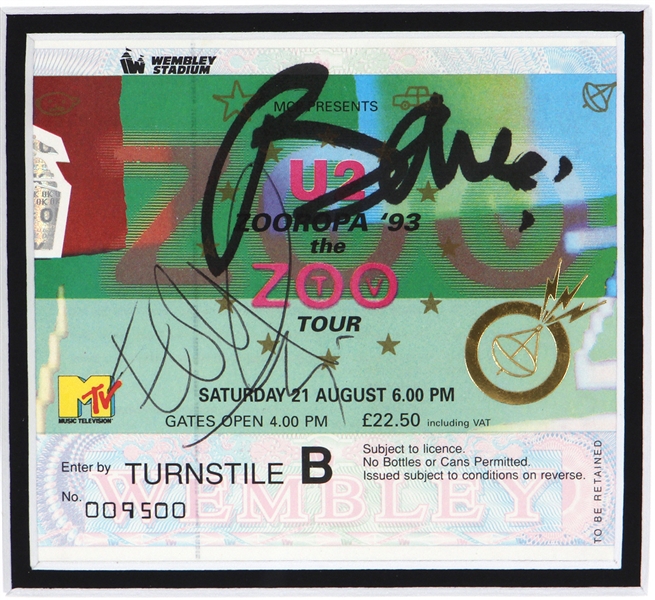 WEMBLEY
STADIUM
MCP PRESENTS
ZOO
U2
ZOOROPA '93
the
ZOO
TV
TOUR
SATURDAY 21 AUGUST 6.00 PM
GATES OPEN 4.00 PM £22.50 including VAT
MTV
MUSIC TELEVISION
Enter by TURNSTILE B
Subject to licence.
No Bottles or Cans Permitted.
Issued subject to conditions on reverse.
No. 009500
WEMBLEY
TO BE RETAINED